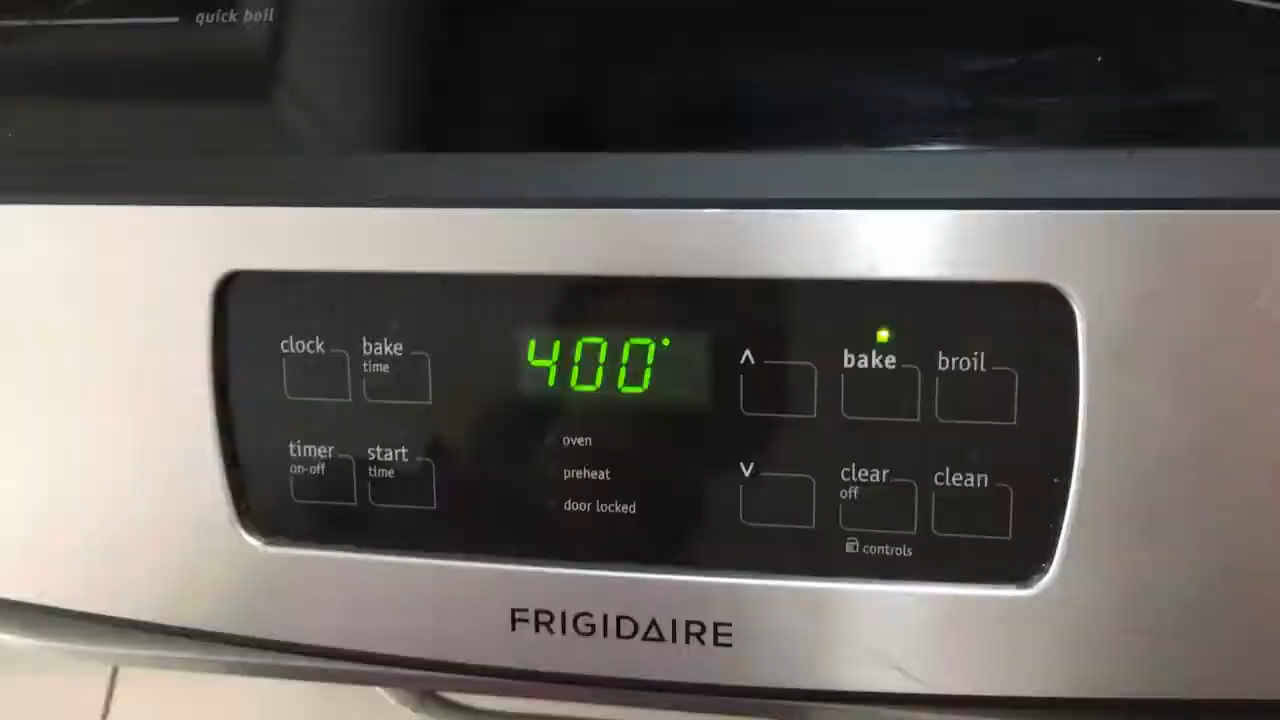 quick boil
clock
bake
time
400°
^
bake
broil
timer
on-off
start
time
oven
preheat
door locked
v
clear
off
clean
controls
FRIGIDAIRE